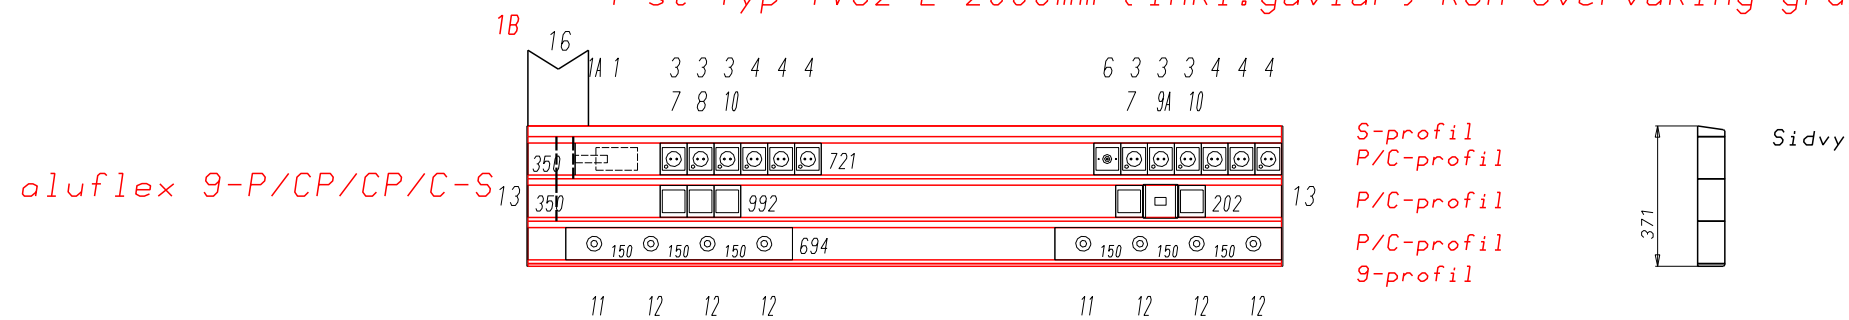 1B
16
1A 1 3 3 3 4 4 4 6 3 3 3 4 4 4
7 8 10 7 9A 10
S-profil
350 721 P/C-profil
Sidvy
aluflex 9-P/CP/CP/C-S 13 350 992 202 13 P/C-profil
371
150 150 150 694 150 150 150 P/C-profil
9-profil
11 12 12 12 11 12 12 12